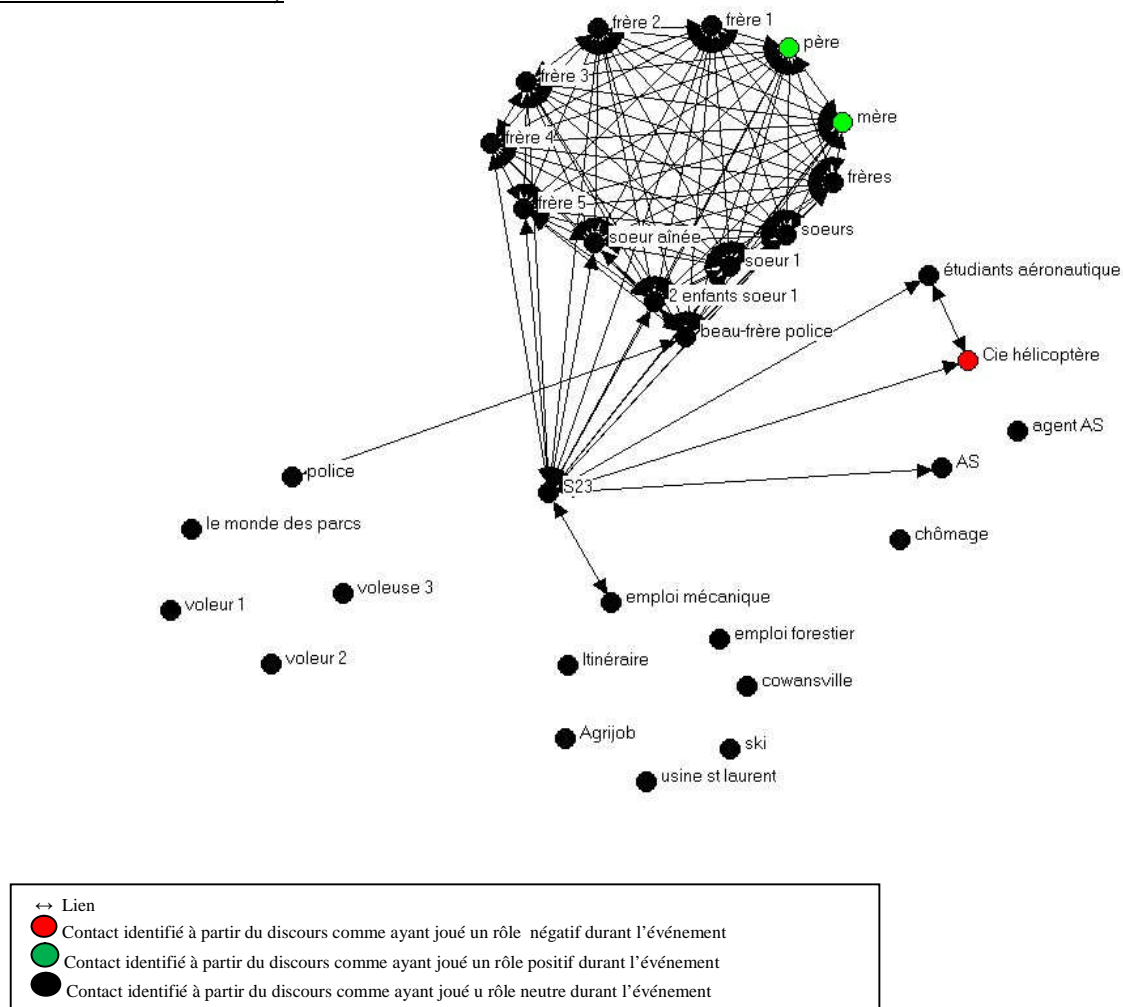 frère 2
frère 1
père
frère 3
mère
frère 4
frères
frère 5
soeurs
soeur aînée
soeur 1
étudiants aéronautique
2 enfants soeur 1
beau-frère police
Cie hélicoptère
agent AS
AS
police
S23
le monde des parcs
chômage
voleuse 3
emploi mécanique
voleur 1
emploi forestier
voleur 2
Itinéraire
cowansville
Agrijob
ski
usine st laurent
↔ Lien
Contact identifié à partir du discours comme ayant joué un rôle négatif durant l'événement
Contact identifié à partir du discours comme ayant joué un rôle positif durant l'événement
Contact identifié à partir du discours comme ayant joué u rôle neutre durant l'événement